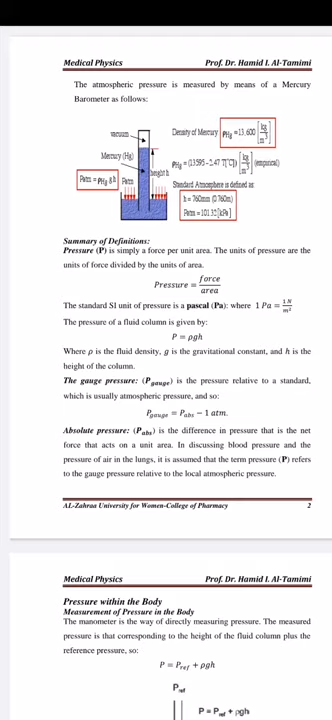 Medical Physics Prof. Dr. Hamid I. Al-Tamimi
The atmospheric pressure is measured by means of a Mercury
Barometer as follows:
vacuum
Mercury (Hg)
Patm = ρHg g h
Patm
height h
Density of Mercury ρHg = 13,600 [kg/m³]
ρHg = (13595 - 2.47 T[°C]) [kg/m³] (empirical)
Standard Atmosphere is defined as:
h = 760mm (0.760m)
Patm = 101.32 [kPa]
Summary of Definitions:
Pressure (P) is simply a force per unit area. The units of pressure are the
units of force divided by the units of area.
Pressure = force/area
The standard SI unit of pressure is a pascal (Pa): where 1 Pa = 1 N/m²
The pressure of a fluid column is given by:
P = ρgh
Where ρ is the fluid density, g is the gravitational constant, and h is the
height of the column.
The gauge pressure: (P_gauge) is the pressure relative to a standard,
which is usually atmospheric pressure, and so:
P_gauge = P_abs − 1 atm.
Absolute pressure: (P_abs) is the difference in pressure that is the net
force that acts on a unit area. In discussing blood pressure and the
pressure of air in the lungs, it is assumed that the term pressure (P) refers
to the gauge pressure relative to the local atmospheric pressure.
AL-Zahraa University for Women-College of Pharmacy 2
Medical Physics Prof. Dr. Hamid I. Al-Tamimi
Pressure within the Body
Measurement of Pressure in the Body
The manometer is the way of directly measuring pressure. The measured
pressure is that corresponding to the height of the fluid column plus the
reference pressure, so:
P = P_ref + ρgh
P_ref
P = P_ref + ρgh